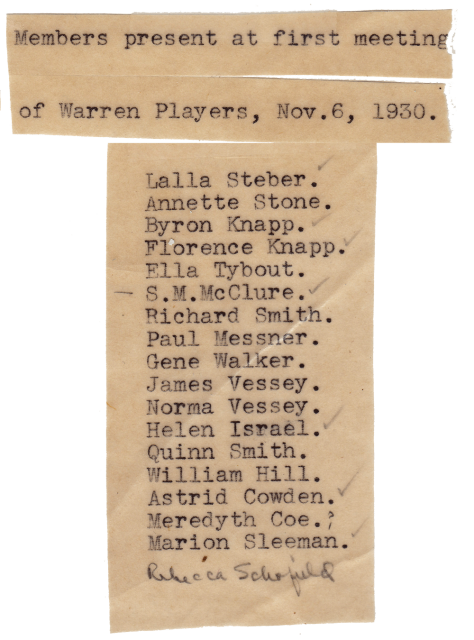 Members present at first meeting
of Warren Players, Nov.6, 1930.
Lalla Steber.
Annette Stone.
Byron Knapp.
Florence Knapp.
Ella Tybout.
- S.M.McClure.
Richard Smith.
Paul Messner.
Gene Walker.
James Vessey.
Norma Vessey.
Helen Israel.
Quinn Smith.
William Hill.
Astrid Cowden.
Meredyth Coe.?
Marion Sleeman.
Rebecca Schofield